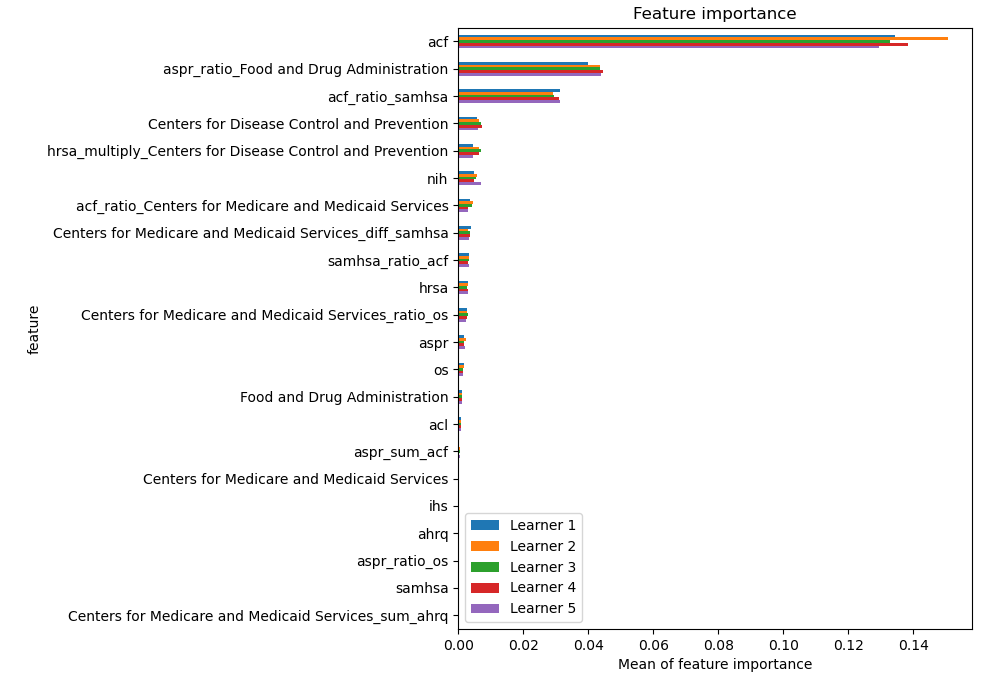 Feature importance
acf
aspr_ratio_Food and Drug Administration
acf_ratio_samhsa
Centers for Disease Control and Prevention
hrsa_multiply_Centers for Disease Control and Prevention
nih
acf_ratio_Centers for Medicare and Medicaid Services
Centers for Medicare and Medicaid Services_diff_samhsa
samhsa_ratio_acf
hrsa
Centers for Medicare and Medicaid Services_ratio_os
aspr
os
Food and Drug Administration
acl
aspr_sum_acf
Centers for Medicare and Medicaid Services
ihs
ahrq
aspr_ratio_os
samhsa
Centers for Medicare and Medicaid Services_sum_ahrq
feature
Learner 1
Learner 2
Learner 3
Learner 4
Learner 5
0.00 0.02 0.04 0.06 0.08 0.10 0.12 0.14
Mean of feature importance